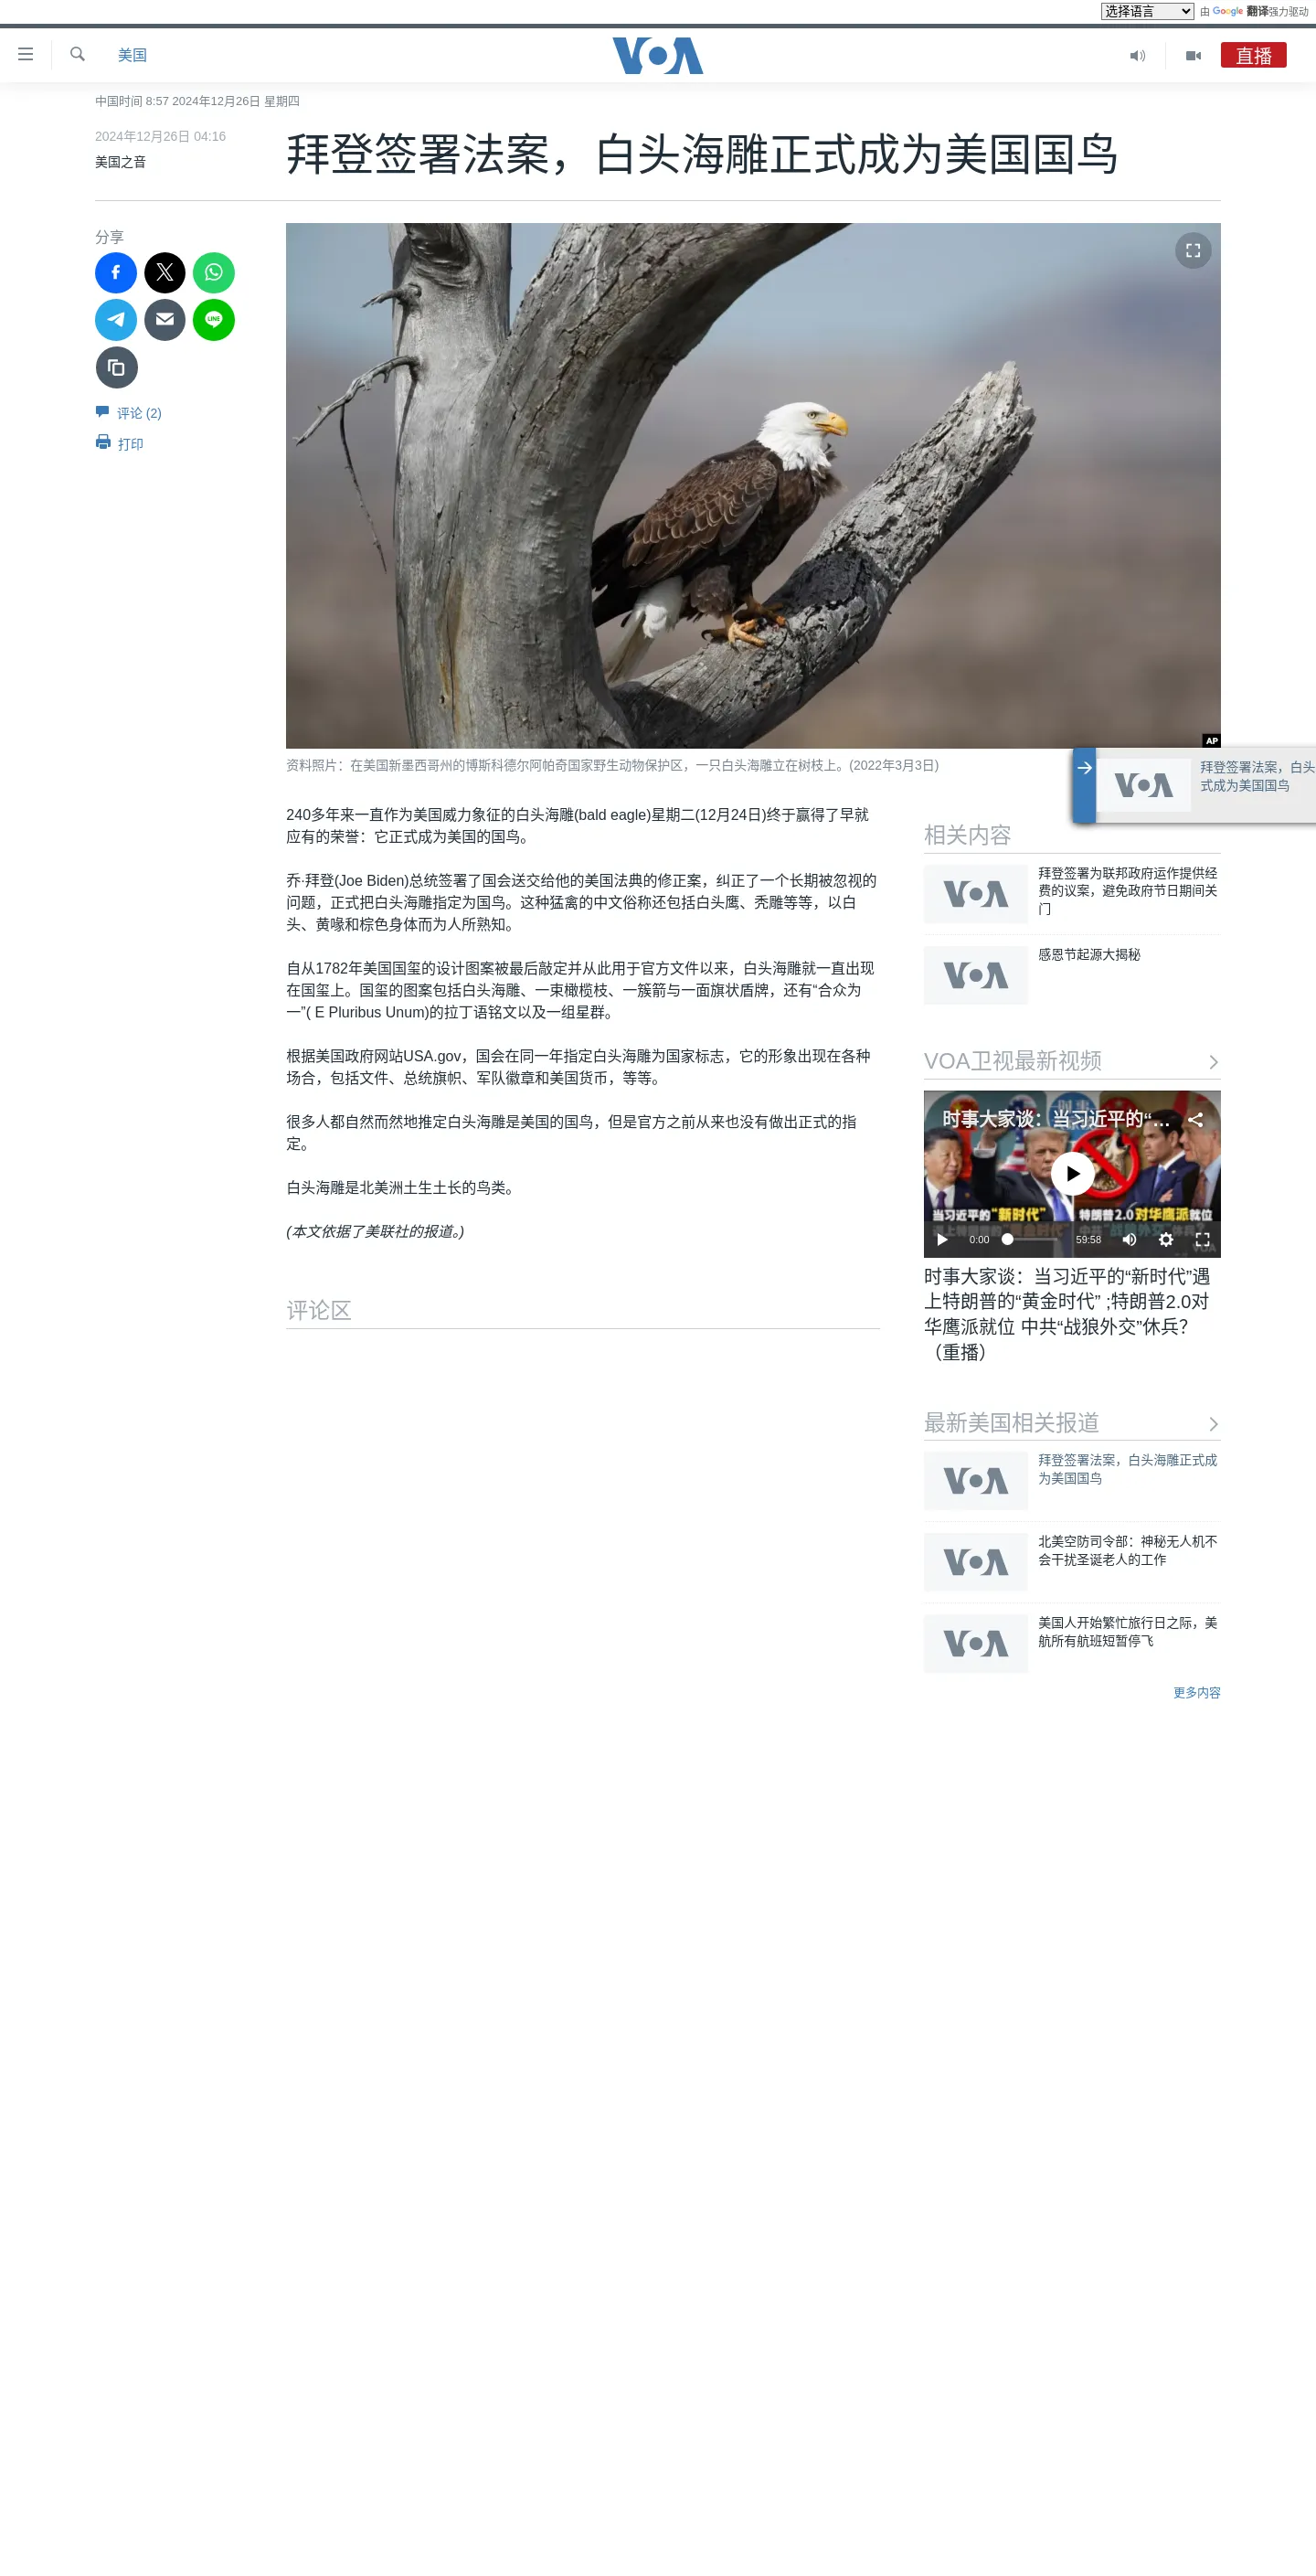 选择语言 由 Google 翻译强力驱动
美国
VOA
直播
中国时间 8:57 2024年12月26日 星期四
2024年12月26日 04:16
美国之音
拜登签署法案，白头海雕正式成为美国国鸟
分享
LINE
评论 (2)
打印
AP
资料照片：在美国新墨西哥州的博斯科德尔阿帕奇国家野生动物保护区，一只白头海雕立在树枝上。(2022年3月3日)
VOA
拜登签署法案，白头
式成为美国国鸟
240多年来一直作为美国威力象征的白头海雕(bald eagle)星期二(12月24日)终于赢得了早就
应有的荣誉：它正式成为美国的国鸟。
乔·拜登(Joe Biden)总统签署了国会送交给他的美国法典的修正案，纠正了一个长期被忽视的
问题，正式把白头海雕指定为国鸟。这种猛禽的中文俗称还包括白头鹰、秃雕等等，以白
头、黄喙和棕色身体而为人所熟知。
自从1782年美国国玺的设计图案被最后敲定并从此用于官方文件以来，白头海雕就一直出现
在国玺上。国玺的图案包括白头海雕、一束橄榄枝、一簇箭与一面旗状盾牌，还有“合众为
一”( E Pluribus Unum)的拉丁语铭文以及一组星群。
根据美国政府网站USA.gov，国会在同一年指定白头海雕为国家标志，它的形象出现在各种
场合，包括文件、总统旗帜、军队徽章和美国货币，等等。
很多人都自然而然地推定白头海雕是美国的国鸟，但是官方之前从来也没有做出正式的指
定。
白头海雕是北美洲土生土长的鸟类。
(本文依据了美联社的报道。)
评论区
相关内容
VOA
拜登签署为联邦政府运作提供经
费的议案，避免政府节日期间关
门
VOA
感恩节起源大揭秘
VOA卫视最新视频
时事大家谈：当习近平的“...
当习近平的“新时代” 特朗普2.0对华鹰派就位
0:00 59:58
VOA
时事大家谈：当习近平的“新时代”遇
上特朗普的“黄金时代” ;特朗普2.0对
华鹰派就位 中共“战狼外交”休兵？
（重播）
最新美国相关报道
VOA
拜登签署法案，白头海雕正式成
为美国国鸟
VOA
北美空防司令部：神秘无人机不
会干扰圣诞老人的工作
VOA
美国人开始繁忙旅行日之际，美
航所有航班短暂停飞
更多内容